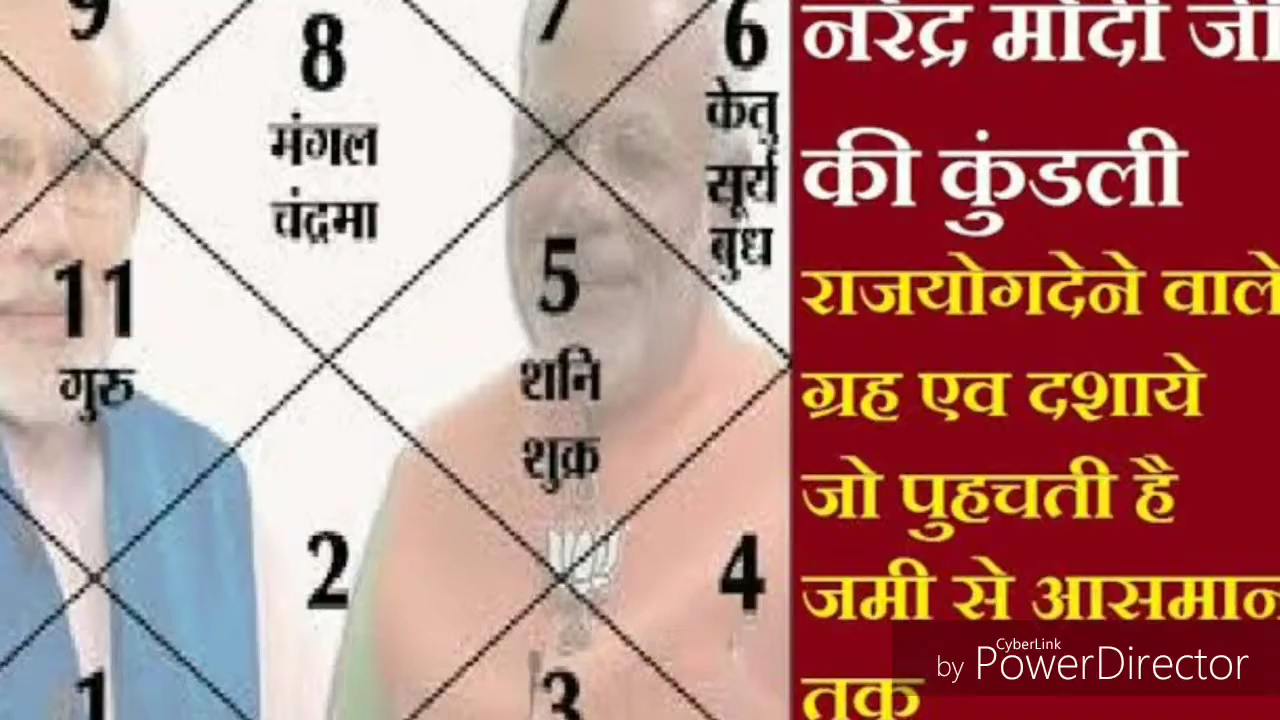 9
8
7
6
मंगल
चंद्रमा
केतु
सूर्य
बुध
11
गुरु
5
शनि
शुक्र
2
4
1
3
नरेंद्र मोदी जी
की कुंडली
राजयोगदेने वाले
ग्रह एव दशाये
जो पुहचती है
जमी से आसमान
तक
CyberLink
by PowerDirector